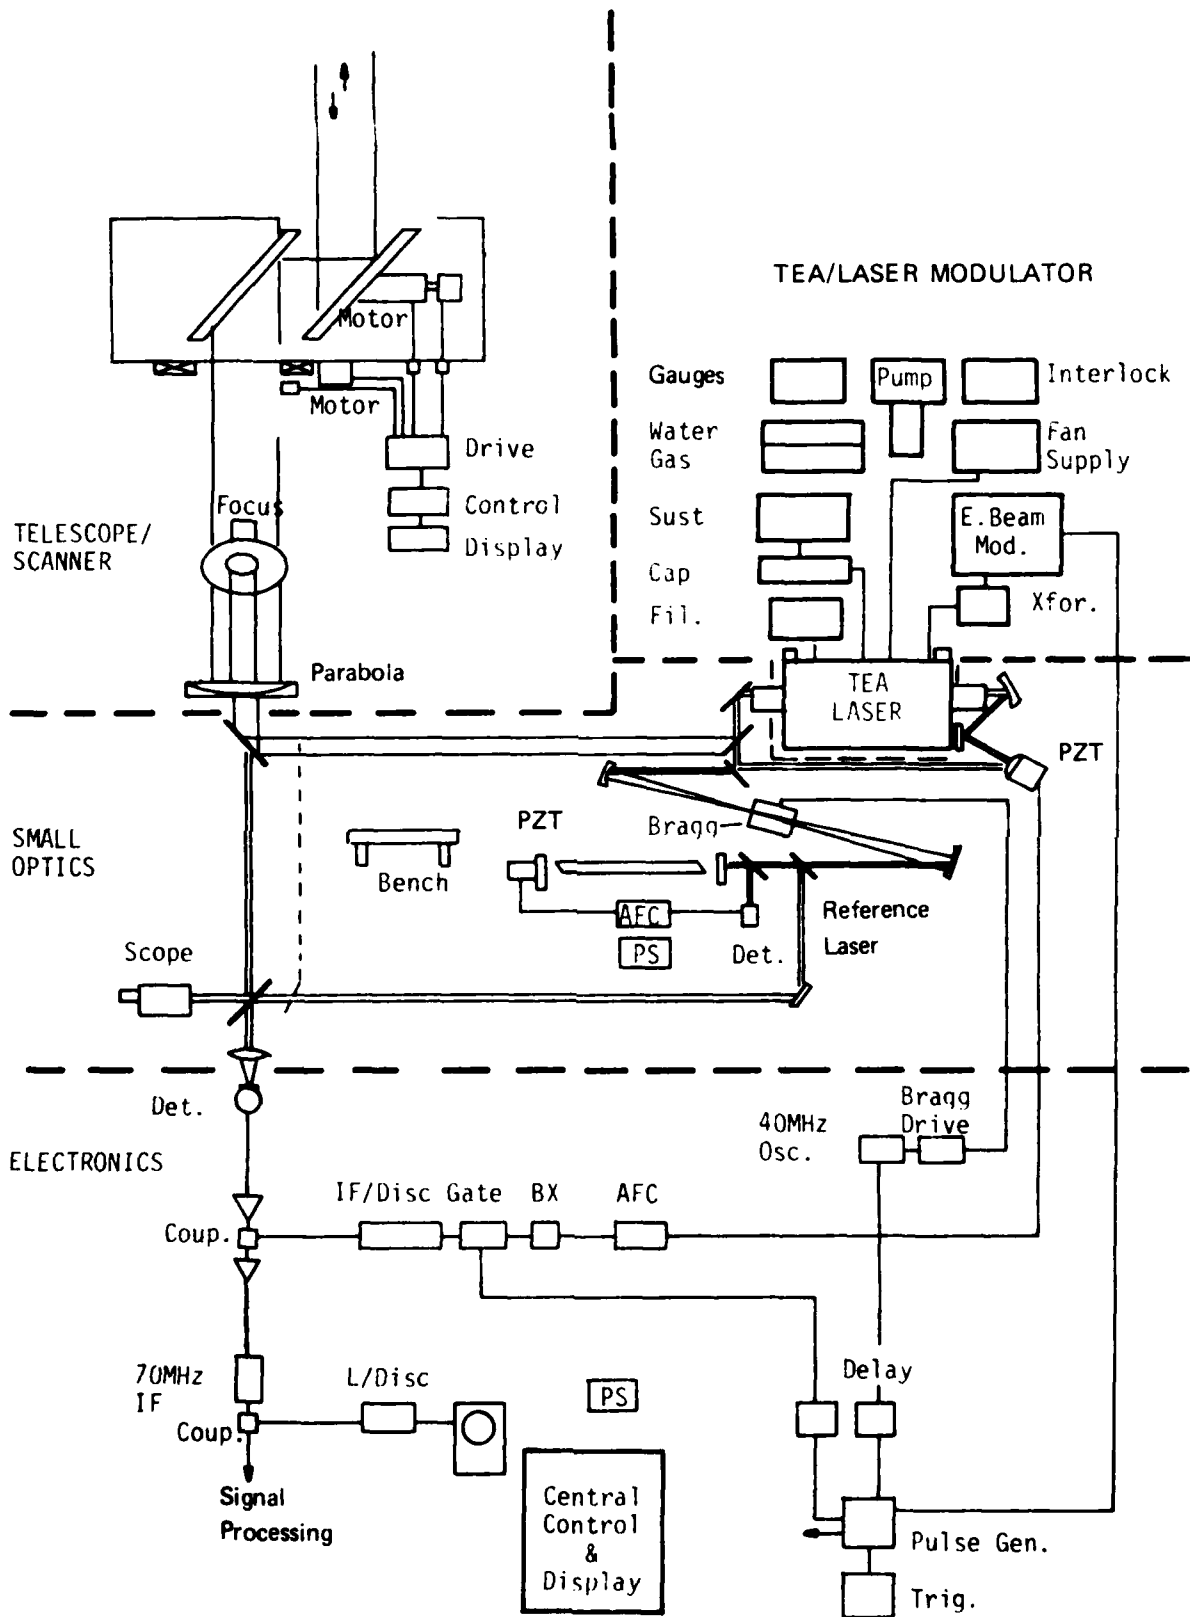 TEA/LASER MODULATOR
Motor
Motor
Drive
Control
Display
Focus
TELESCOPE/
SCANNER
Parabola
Gauges
Pump
Interlock
Water
Gas
Fan
Supply
Sust
E.Beam
Mod.
Cap
Xfor.
Fil.
TEA
LASER
PZT
SMALL
OPTICS
Bench
PZT
Bragg
AFC
PS
Det.
Reference
Laser
Scope
Det.
ELECTRONICS
40MHz
Osc.
Bragg
Drive
IF/Disc Gate BX AFC
Coup.
70MHz
IF
L/Disc
PS
Delay
Coup.
Signal
Processing
Central
Control
&
Display
Pulse Gen.
Trig.